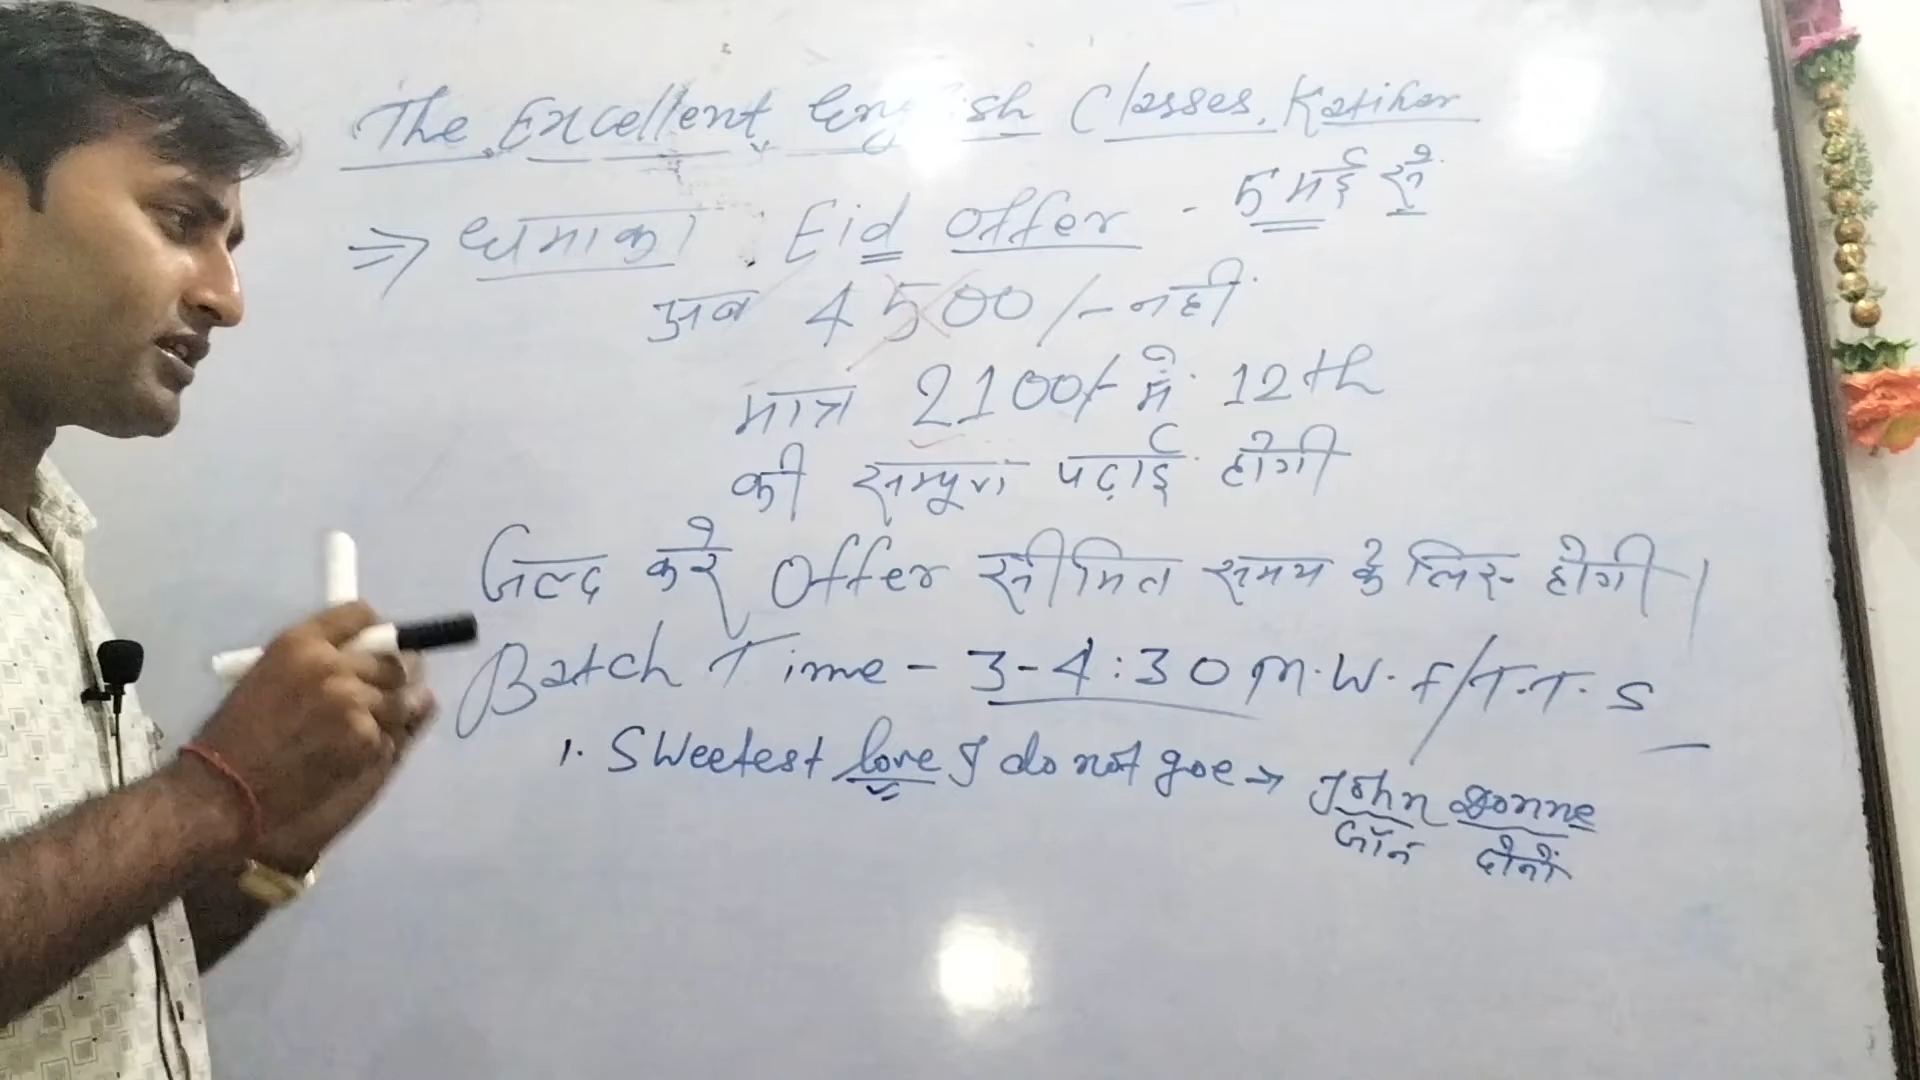 The Excellent English Classes, Katihar
⇒ धमाका Eid Offer - 5 मई से
अब 4500/- नहीं
मात्र 2100/- में 12th
की सम्पूर्ण पढ़ाई होगी
जल्द करे Offer सीमित समय के लिए होगी।
Batch Time - 3-4:30 M.W.F/T.T.S
1. Sweetest love I do not goe → John Donne
जॉन दोनों